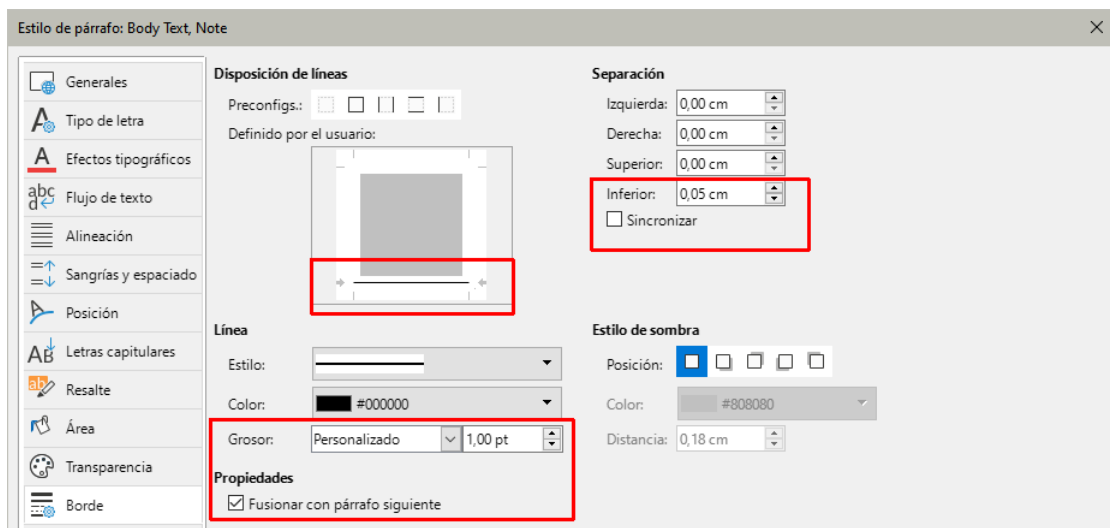 Estilo de párrafo: Body Text, Note
Generales
Tipo de letra
Efectos tipográficos
Flujo de texto
Alineación
Sangrías y espaciado
Posición
Letras capitulares
Resalte
Área
Transparencia
Borde
Disposición de líneas
Preconfigs.:
Definido por el usuario:
Línea
Estilo:
Color: #000000
Grosor: Personalizado 1,00 pt
Propiedades
Fusionar con párrafo siguiente
Separación
Izquierda: 0,00 cm
Derecha: 0,00 cm
Superior: 0,00 cm
Inferior: 0,05 cm
Sincronizar
Estilo de sombra
Posición:
Color: #808080
Distancia: 0,18 cm